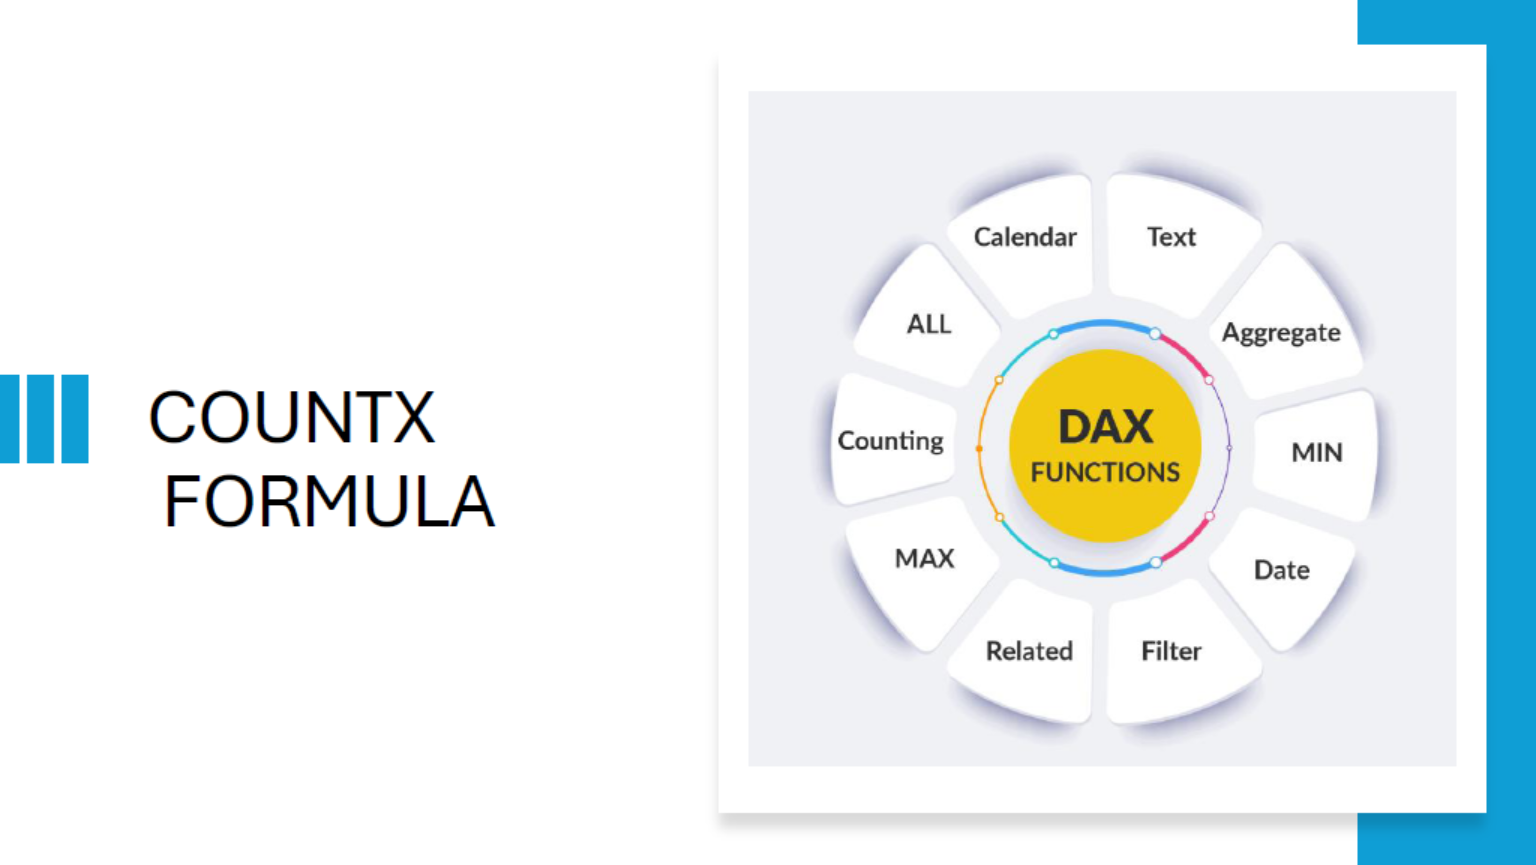 COUNTX
FORMULA
Calendar
Text
ALL
Aggregate
Counting
DAX
FUNCTIONS
MIN
MAX
Date
Related
Filter